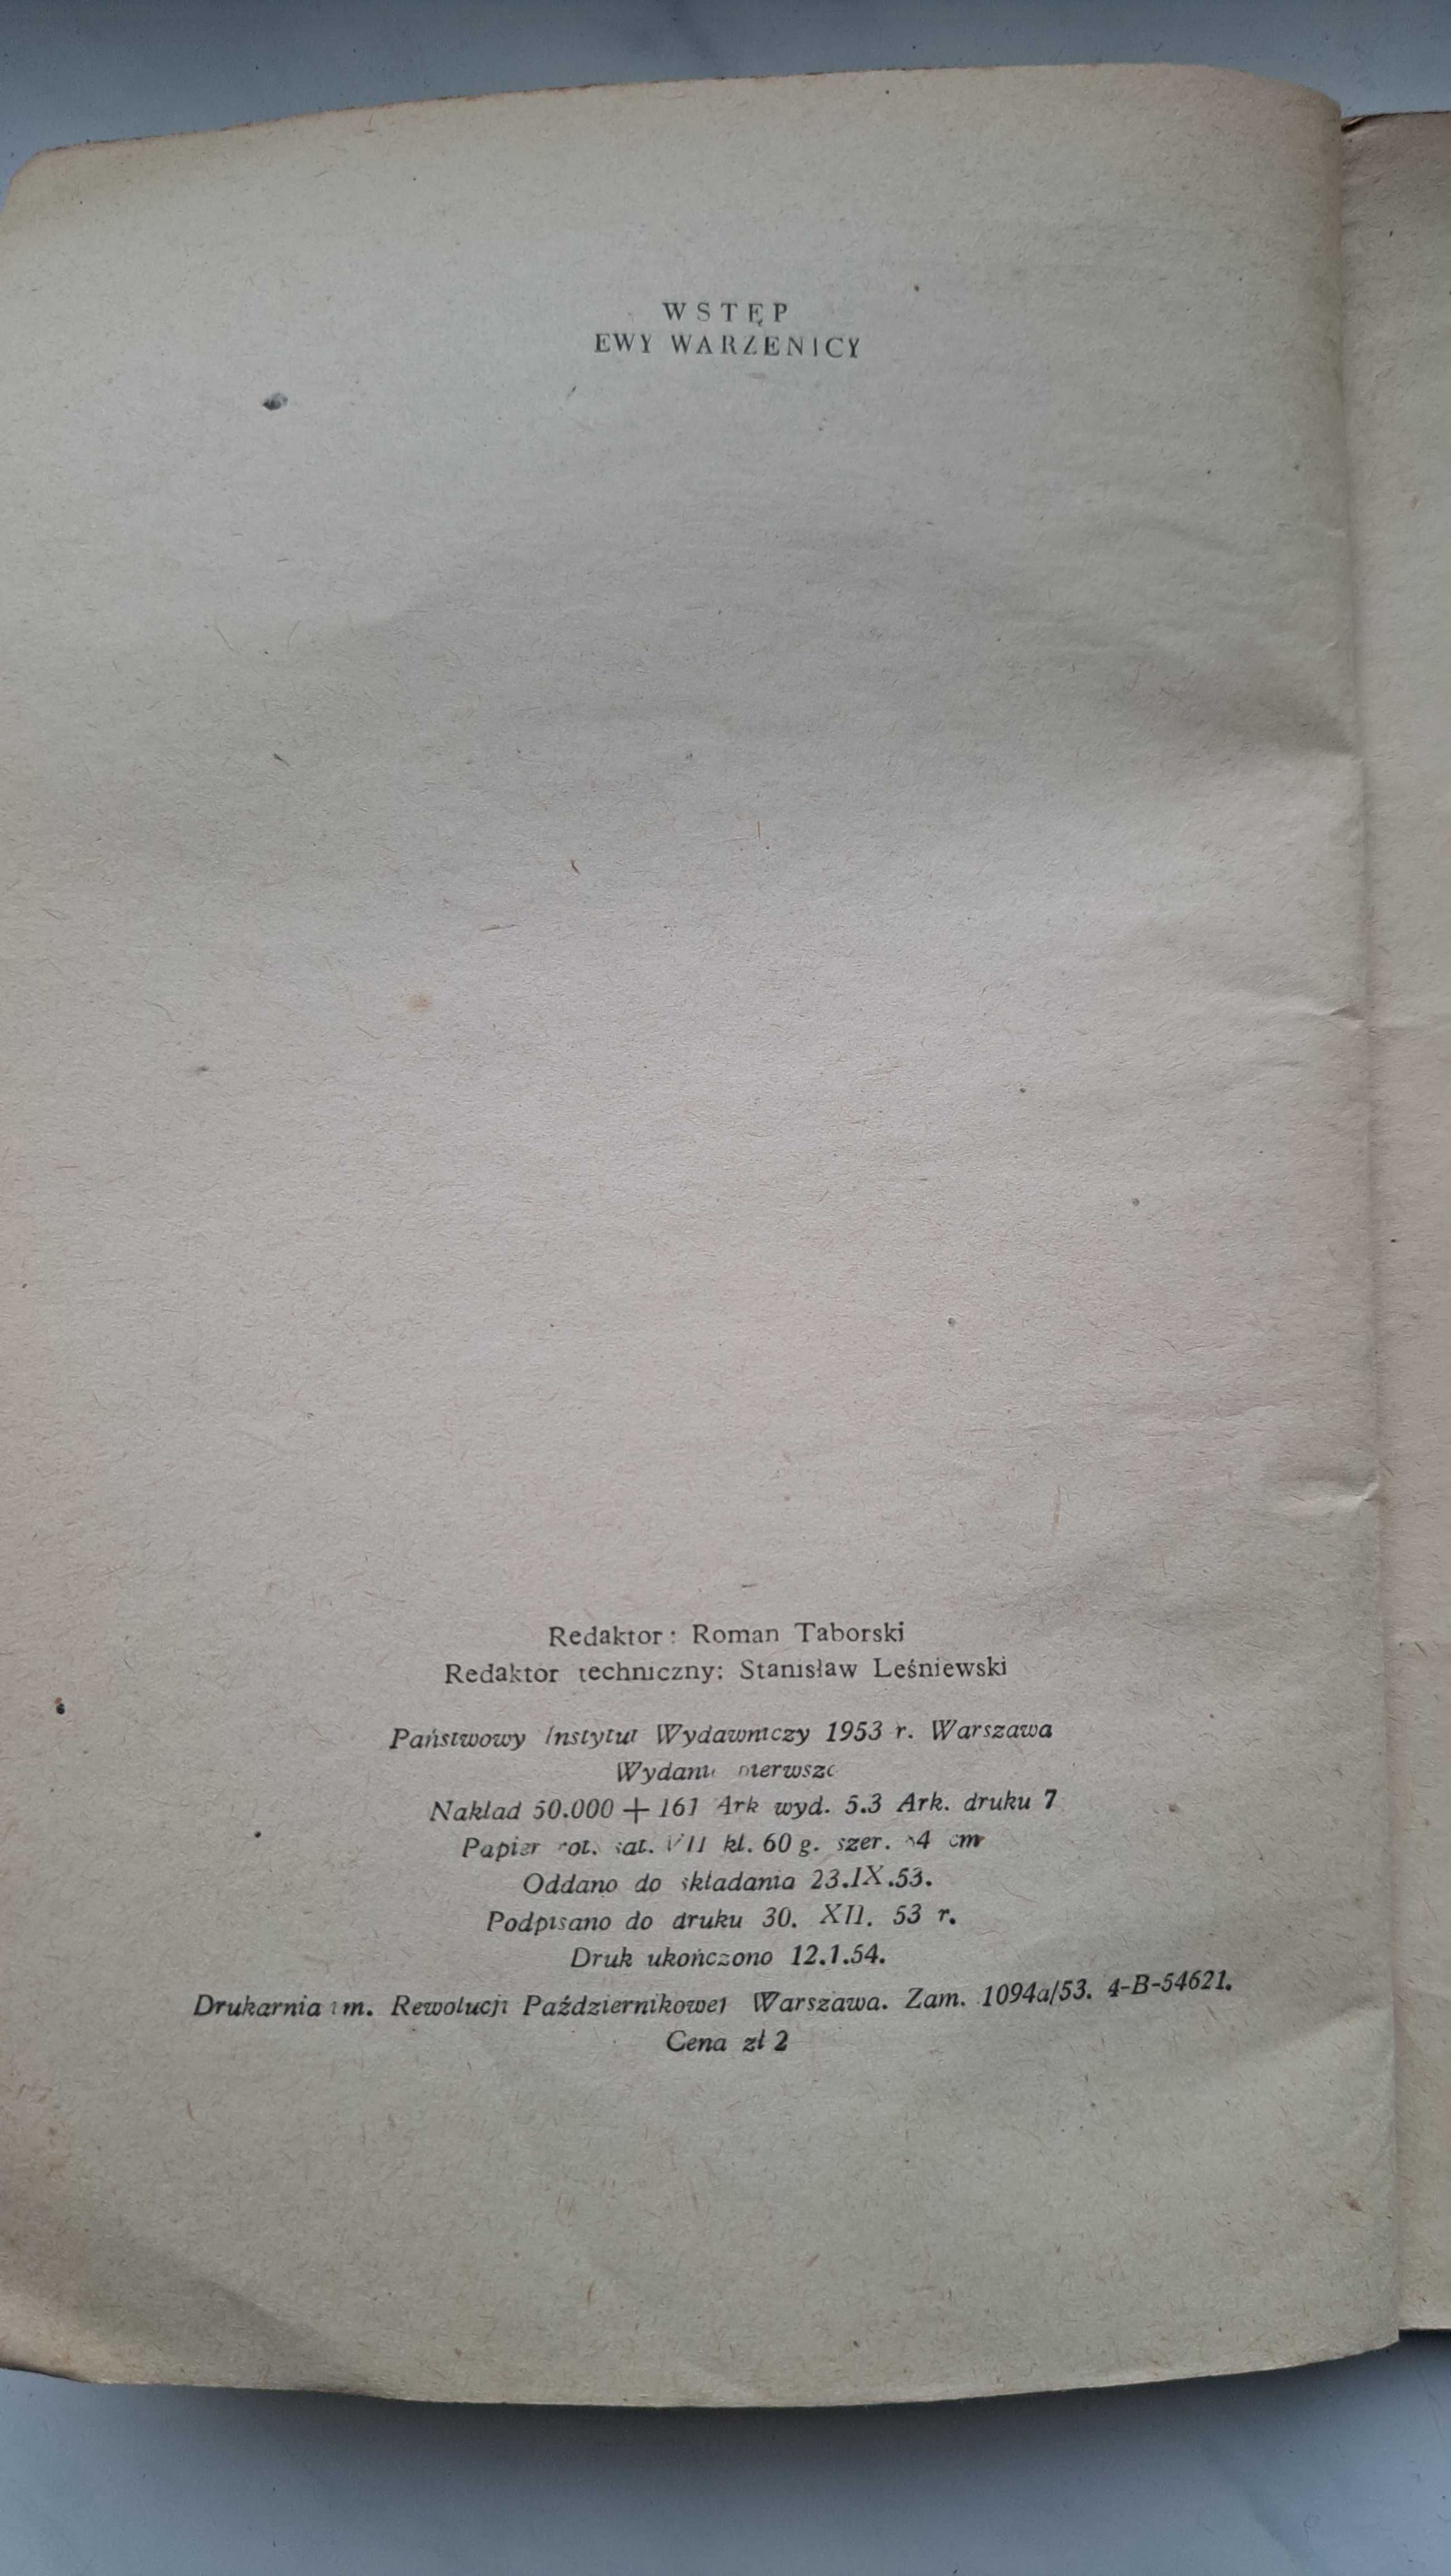 WSTĘP
EWY WARZENICY
Redaktor: Roman Taborski
Redaktor techniczny: Stanisław Leśniewski
Państwowy Instytut Wydawniczy 1953 r. Warszawa
Wydanie pierwsze
Nakład 50.000 + 161 Ark wyd. 5.3 Ark. druku 7
Papier rot. sat. VII kl. 60 g. szer. cm
Oddano do składania 23.IX.53.
Podpisano do druku 30. XII. 53 r.
Druk ukończono 12.1.54.
Drukarnia im. Rewolucji Październikowej Warszawa. Zam. 1094a/53. 4-B-54621.
Cena zł 2